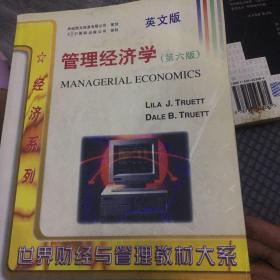 英文版
管理经济学（第六版）
MANAGERIAL ECONOMICS
LILA J. TRUETT
DALE B. TRUETT
☆经济系列
世界财经与管理教材大系